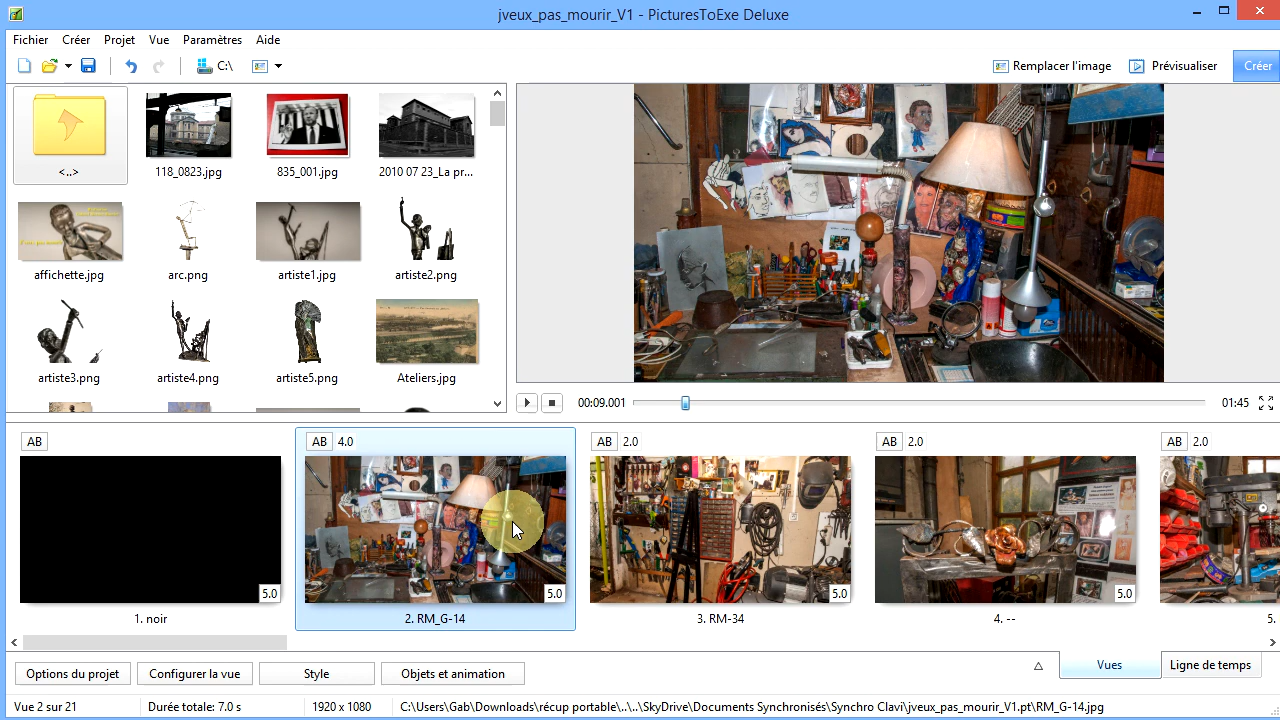 jveux_pas_mourir_V1 - PicturesToExe Deluxe
Fichier Créer Projet Vue Paramètres Aide
C:\ Remplacer l'image Prévisualiser Créer
<..> 118_0823.jpg 835_001.jpg 2010 07 23_La pr...
affichette.jpg arc.png artiste1.jpg artiste2.png
artiste3.png artiste4.png artiste5.png Ateliers.jpg
00:09.001 01:45
AB AB 4.0 AB 2.0 AB 2.0 AB 2.0
5.0 5.0 5.0 5.0
1. noir 2. RM_G-14 3. RM-34 4. -- 5.
Options du projet Configurer la vue Style Objets et animation Vues Ligne de temps
Vue 2 sur 21 Durée totale: 7.0 s 1920 x 1080 C:\Users\Gab\Downloads\récup portable\..\..\SkyDrive\Documents Synchronisés\Synchro Clavi\jveux_pas_mourir_V1.pt\RM_G-14.jpg